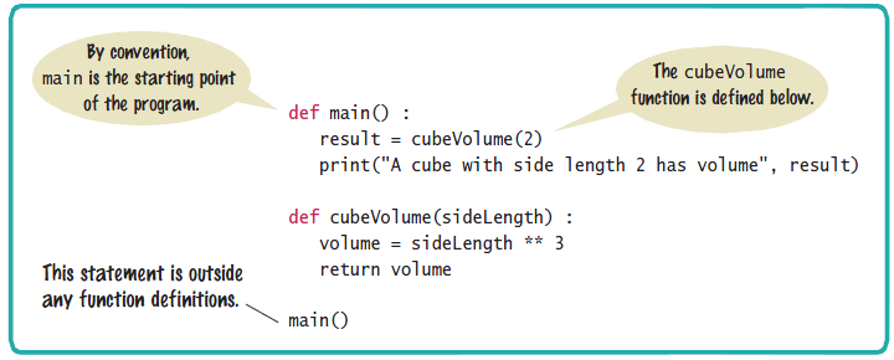 By convention,
main is the starting point
of the program.
The cubeVolume
function is defined below.
def main() :
   result = cubeVolume(2)
   print("A cube with side length 2 has volume", result)
def cubeVolume(sideLength) :
   volume = sideLength ** 3
   return volume
This statement is outside
any function definitions.
main()